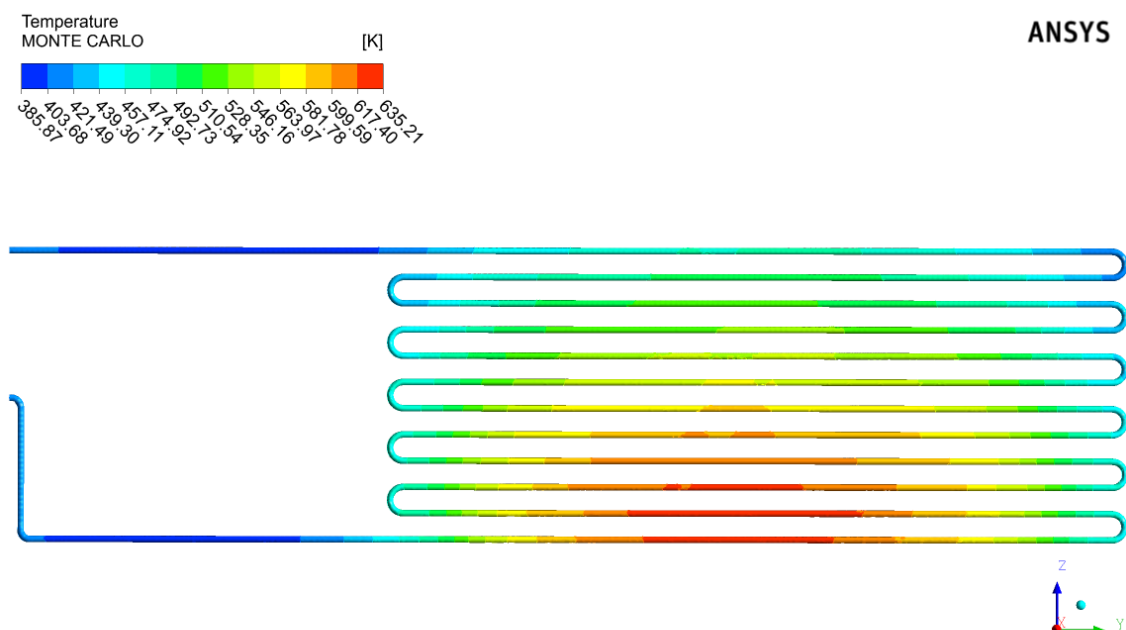 Temperature
MONTE CARLO [K]
ANSYS
385.87 403.68 421.49 439.30 457.11 474.92 492.73 510.54 528.35 546.16 563.97 581.78 599.59 617.40 635.21
Z
X Y